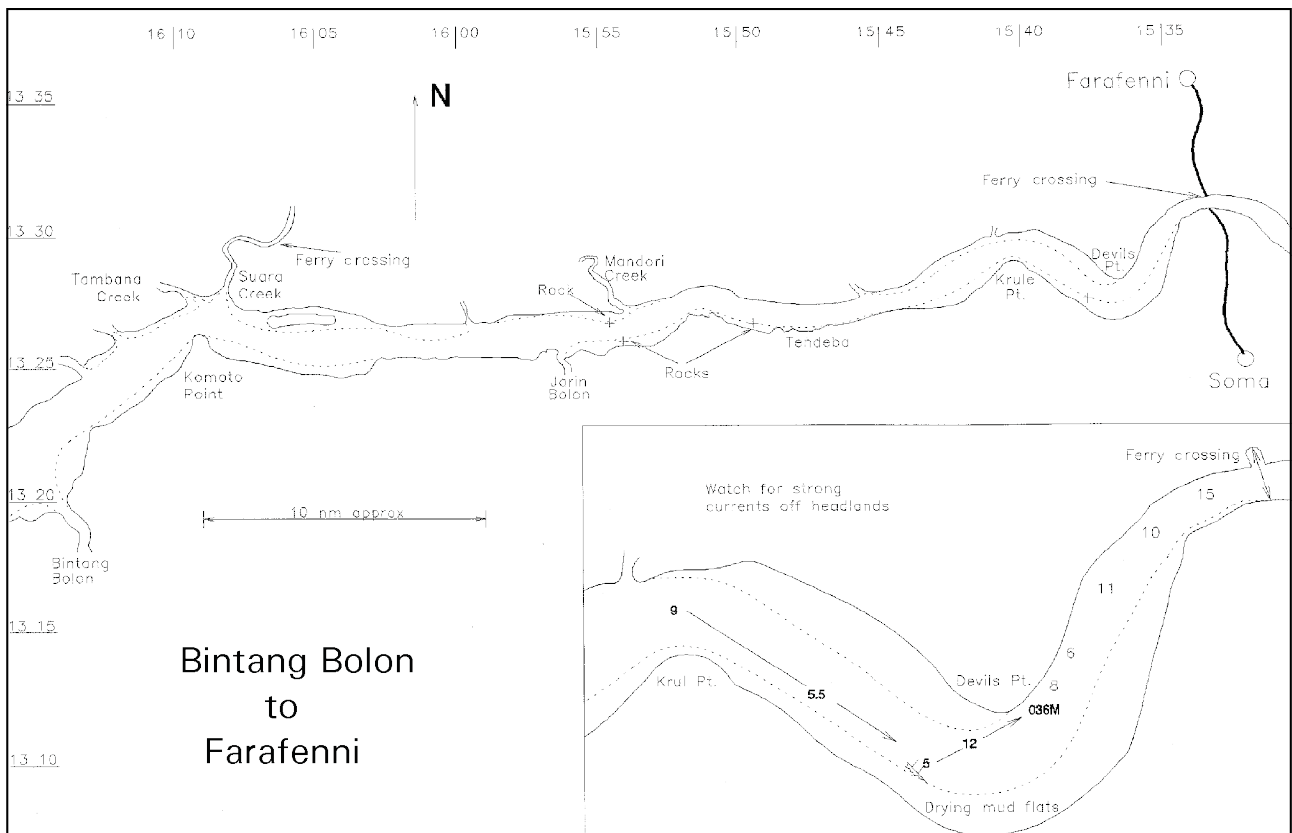 16 10
16 05
16 00
15 55
15 50
15 45
15 40
15 35
13 35
13 30
13 25
13 20
13 15
13 10
N
Farafenni
Ferry crossing
Ferry crossing
Tambana
Creek
Suara
Creek
Mandori
Creek
Rock
Devils
Pt.
Krule
Pt.
Tendeba
Komoto
Point
Jarin
Bolon
Rocks
Soma
10 nm approx
Bintang
Bolon
Bintang Bolon
to
Farafenni
Watch for strong
currents off headlands
Ferry crossing
15
10
11
9
6
Krul Pt.
5.5
Devils Pt.
8
036M
12
5
Drying mud flats